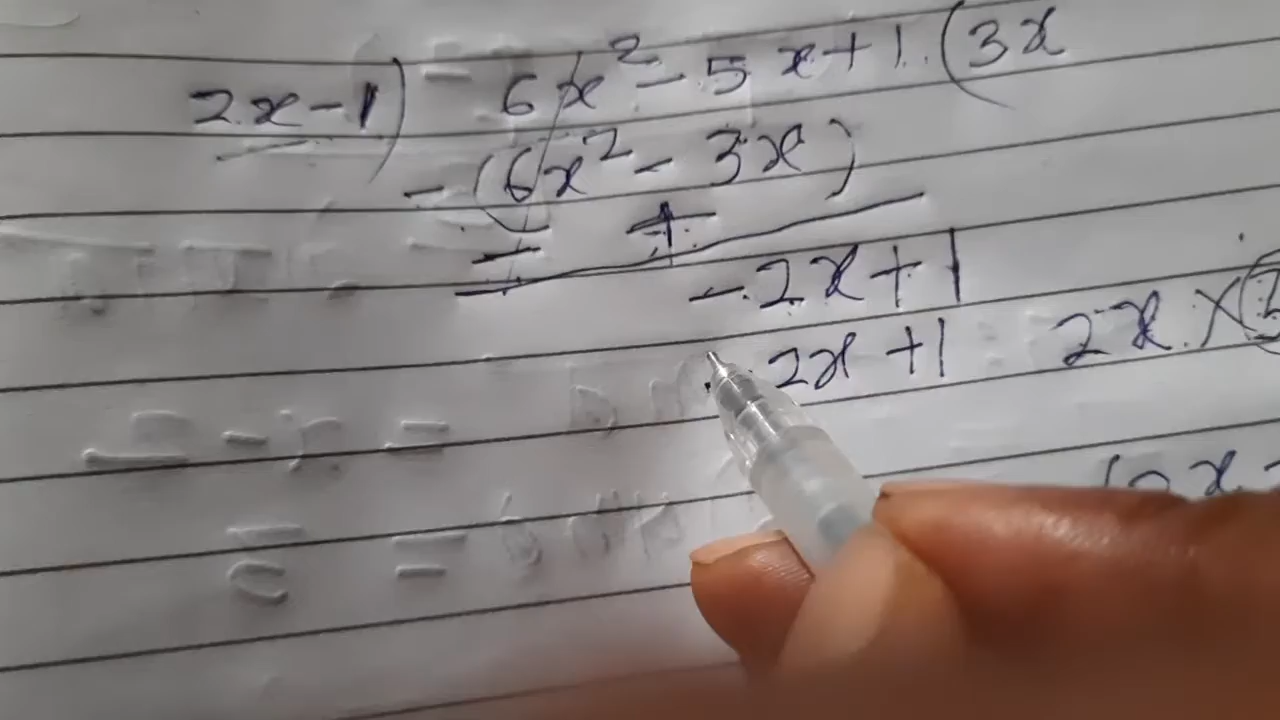 2x-1) 6x² - 5x + 1 (3x
-(6x² - 3x)
- +
-2x + 1
2x + 1 2x ×